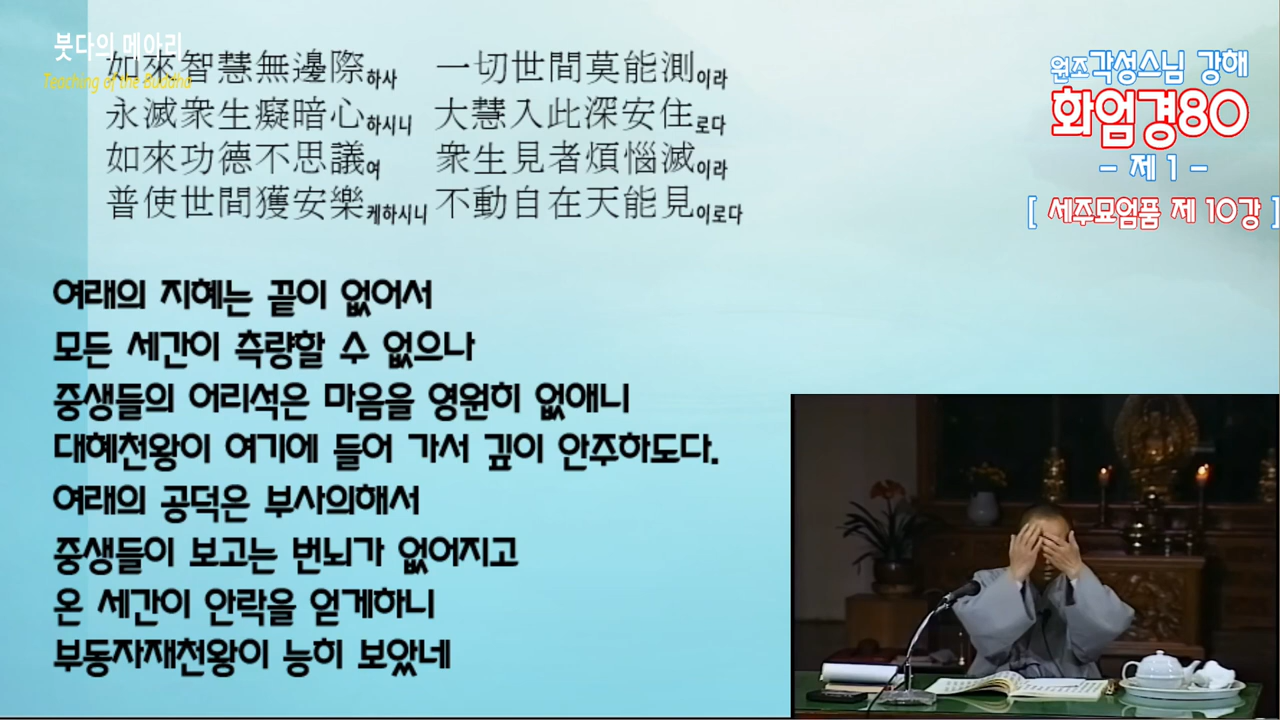 붓다의 메아리
Teaching of the Buddha
如來智慧無邊際하사 一切世間莫能測이라
永滅衆生癡暗心하시니 大慧入此深安住로다
如來功德不思議여 衆生見者煩惱滅이라
普使世間獲安樂케하시니 不動自在天能見이로다
원조각성스님 강해
화엄경80
- 제 1 -
[ 세주묘엄품 제 10강 ]
여래의 지혜는 끝이 없어서
모든 세간이 측량할 수 없으나
중생들의 어리석은 마음을 영원히 없애니
대혜천왕이 여기에 들어 가서 깊이 안주하도다.
여래의 공덕은 부사의해서
중생들이 보고는 번뇌가 없어지고
온 세간이 안락을 얻게하니
부동자재천왕이 능히 보았네